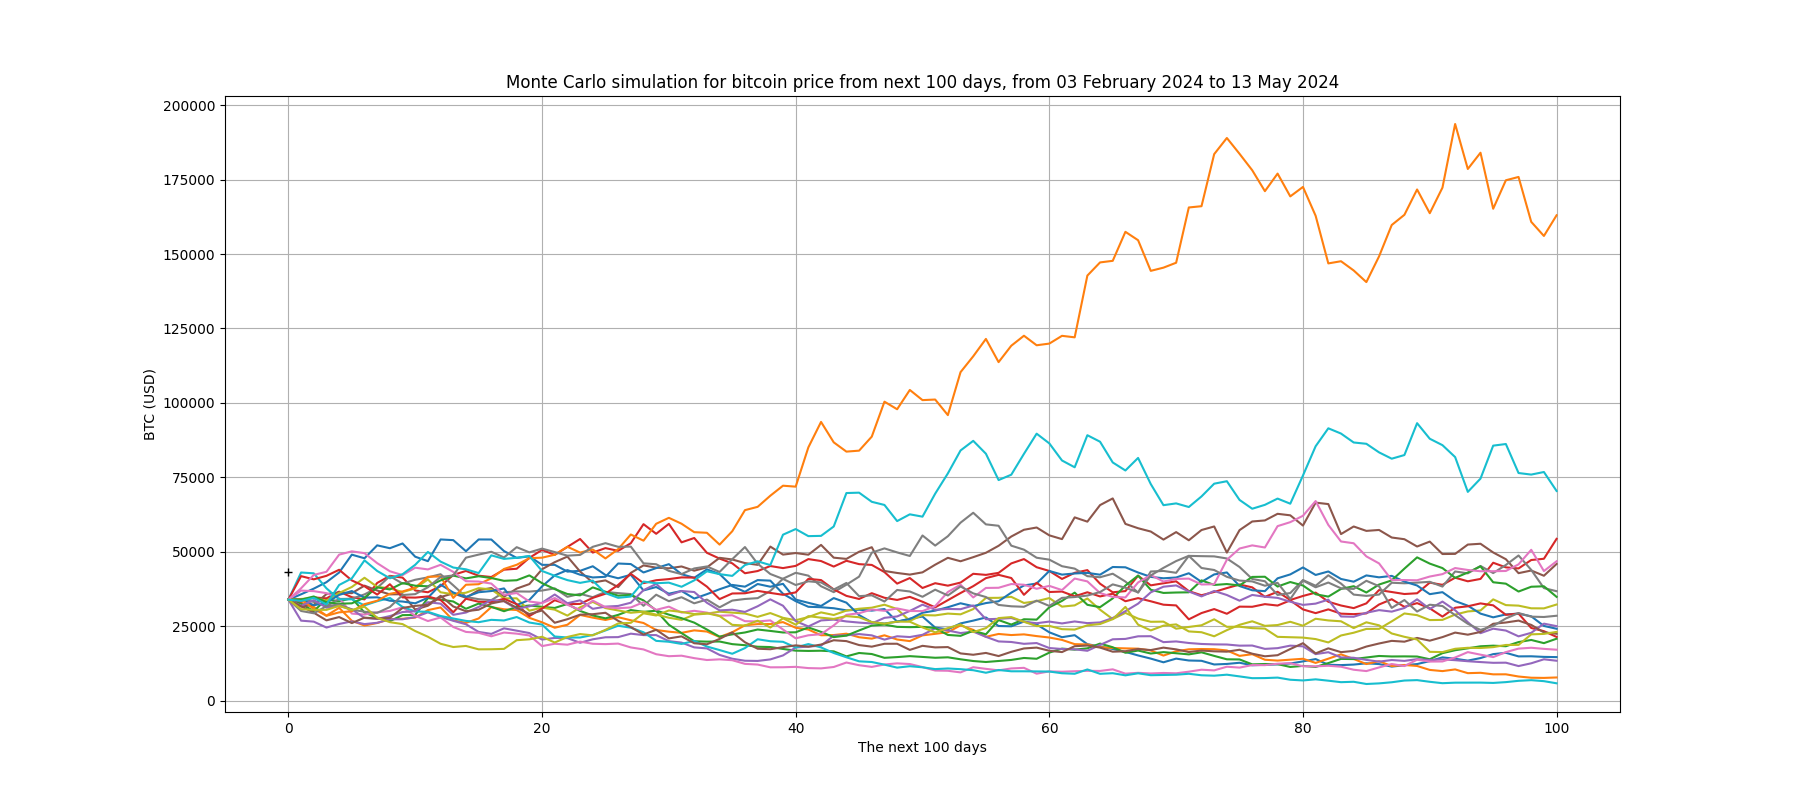 Monte Carlo simulation for bitcoin price from next 100 days, from 03 February 2024 to 13 May 2024
200000
175000
150000
125000
100000
75000
50000
25000
0
BTC (USD)
0 20 40 60 80 100
The next 100 days